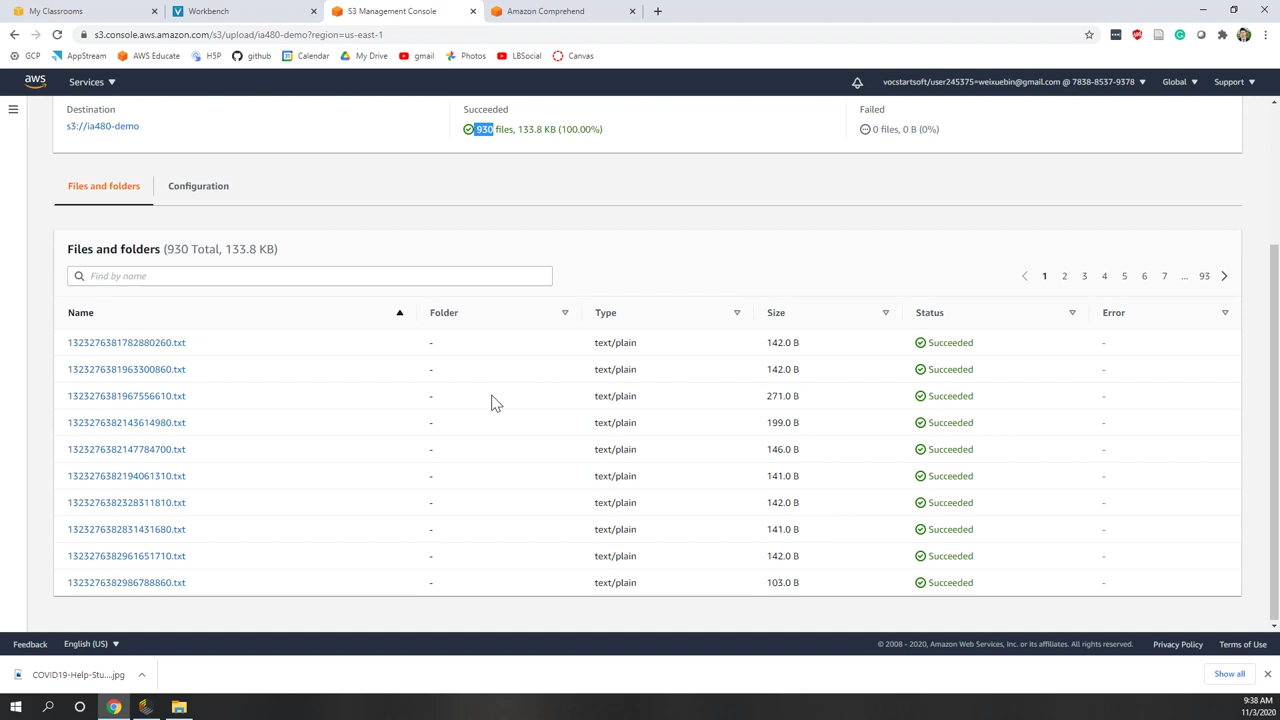 My Classrooms
Workbench
S3 Management Console
Amazon Comprehend
s3.console.aws.amazon.com/s3/upload/ia480-demo?region=us-east-1
GCP
AppStream
AWS Educate
H5P
github
Calendar
My Drive
gmail
Photos
LBSocial
Canvas
aws
Services
vocstartsoft/user245375=weixuebin@gmail.com @ 7838-8537-9378
Global
Support
Destination
Succeeded
Failed
s3://ia480-demo
930 files, 133.8 KB (100.00%)
0 files, 0 B (0%)
Files and folders
Configuration
Files and folders (930 Total, 133.8 KB)
Find by name
1 2 3 4 5 6 7 ... 93
Name Folder Type Size Status Error
1323276381782880260.txt - text/plain 142.0 B Succeeded -
1323276381963300860.txt - text/plain 142.0 B Succeeded -
1323276381967556610.txt - text/plain 271.0 B Succeeded -
1323276382143614980.txt - text/plain 199.0 B Succeeded -
1323276382147784700.txt - text/plain 146.0 B Succeeded -
1323276382194061310.txt - text/plain 141.0 B Succeeded -
1323276382328311810.txt - text/plain 142.0 B Succeeded -
1323276382831431680.txt - text/plain 141.0 B Succeeded -
1323276382961651710.txt - text/plain 142.0 B Succeeded -
1323276382986788860.txt - text/plain 103.0 B Succeeded -
Feedback
English (US)
© 2008 - 2020, Amazon Web Services, Inc. or its affiliates. All rights reserved.
Privacy Policy
Terms of Use
COVID19-Help-Stu....jpg
Show all
9:38 AM
11/3/2020